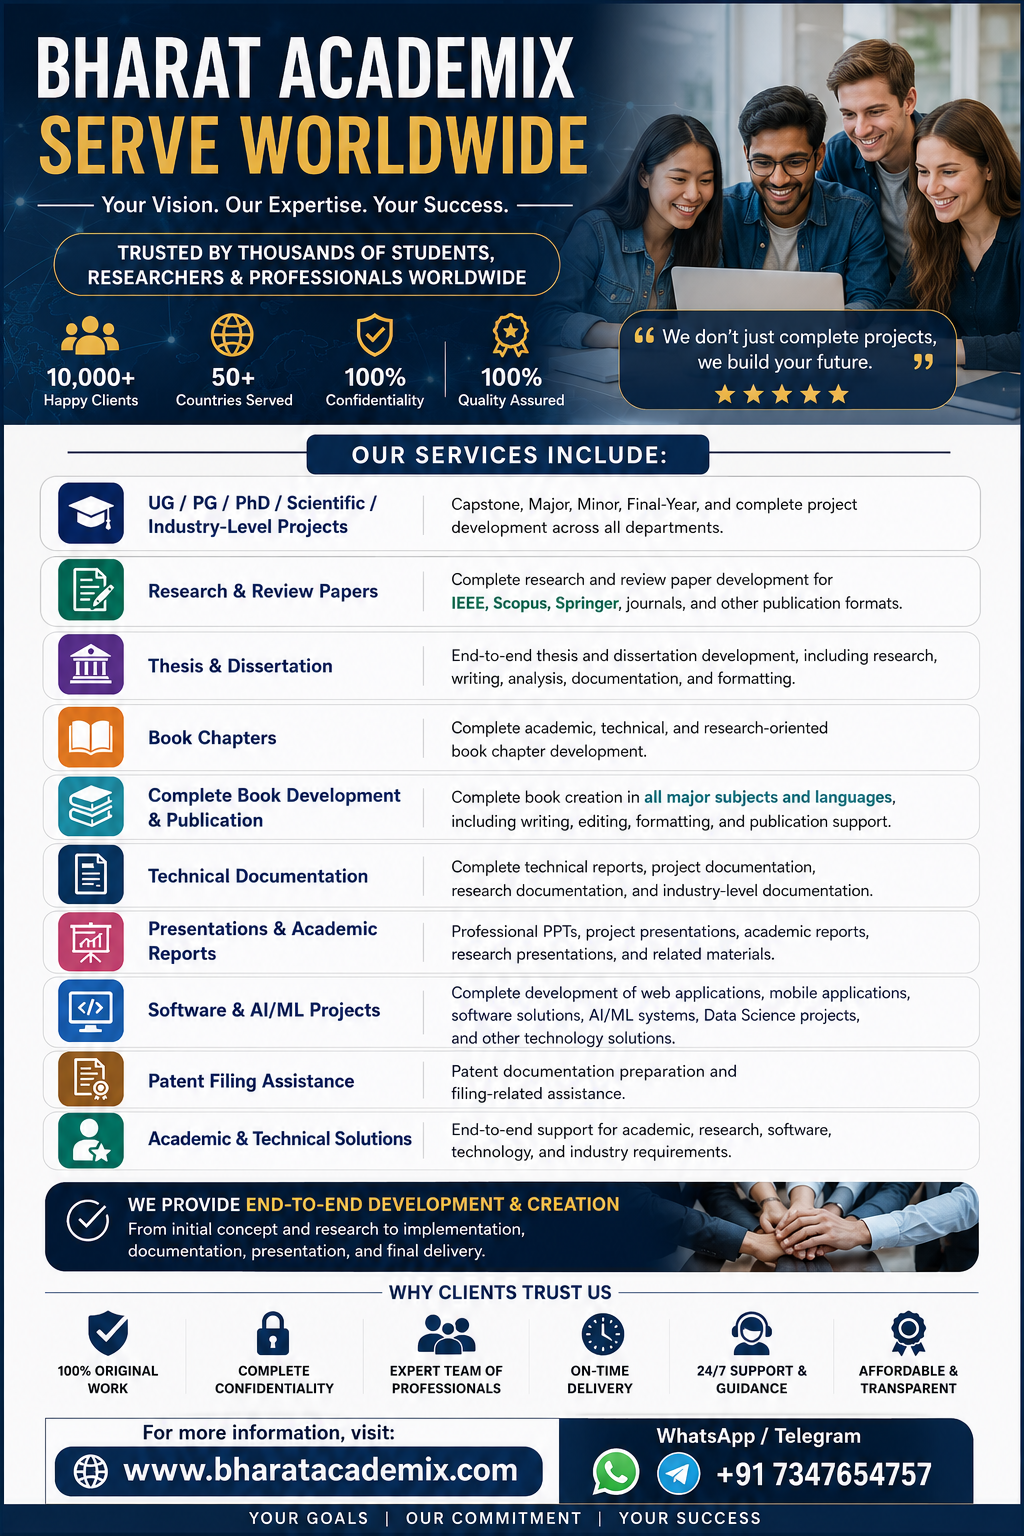 BHARAT ACADEMIX
SERVE WORLDWIDE
Your Vision. Our Expertise. Your Success.
TRUSTED BY THOUSANDS OF STUDENTS,
RESEARCHERS & PROFESSIONALS WORLDWIDE
10,000+
Happy Clients
50+
Countries Served
100%
Confidentiality
100%
Quality Assured
“ We don’t just complete projects,
we build your future. ”
OUR SERVICES INCLUDE:
UG / PG / PhD / Scientific /
Industry-Level Projects
Capstone, Major, Minor, Final-Year, and complete project
development across all departments.
Research & Review Papers
Complete research and review paper development for
IEEE, Scopus, Springer, journals, and other publication formats.
Thesis & Dissertation
End-to-end thesis and dissertation development, including research,
writing, analysis, documentation, and formatting.
Book Chapters
Complete academic, technical, and research-oriented
book chapter development.
Complete Book Development
& Publication
Complete book creation in all major subjects and languages,
including writing, editing, formatting, and publication support.
Technical Documentation
Complete technical reports, project documentation,
research documentation, and industry-level documentation.
Presentations & Academic
Reports
Professional PPTs, project presentations, academic reports,
research presentations, and related materials.
Software & AI/ML Projects
Complete development of web applications, mobile applications,
software solutions, AI/ML systems, Data Science projects,
and other technology solutions.
Patent Filing Assistance
Patent documentation preparation and
filing-related assistance.
Academic & Technical Solutions
End-to-end support for academic, research, software,
technology, and industry requirements.
WE PROVIDE END-TO-END DEVELOPMENT & CREATION
From initial concept and research to implementation,
documentation, presentation, and final delivery.
WHY CLIENTS TRUST US
100% ORIGINAL
WORK
COMPLETE
CONFIDENTIALITY
EXPERT TEAM OF
PROFESSIONALS
ON-TIME
DELIVERY
24/7 SUPPORT &
GUIDANCE
AFFORDABLE &
TRANSPARENT
For more information, visit:
www.bharatacademix.com
WhatsApp / Telegram
+91 7347654757
YOUR GOALS | OUR COMMITMENT | YOUR SUCCESS